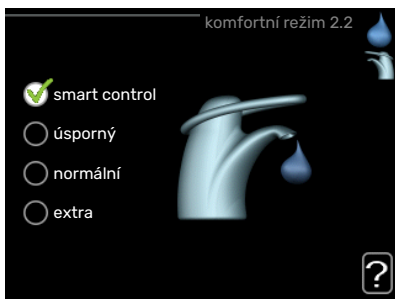 komfortní režim 2.2
smart control
úsporný
normální
extra
?